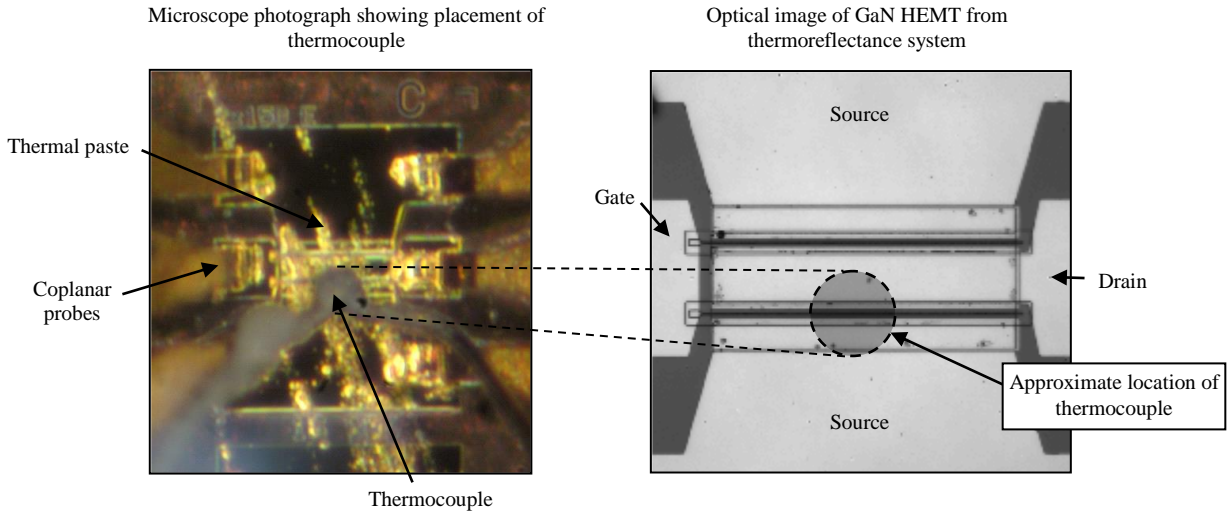 Microscope photograph showing placement of
thermocouple
Optical image of GaN HEMT from
thermoreflectance system
C
Source
Thermal paste
Gate
Coplanar
probes
Drain
Approximate location of
thermocouple
Source
Thermocouple